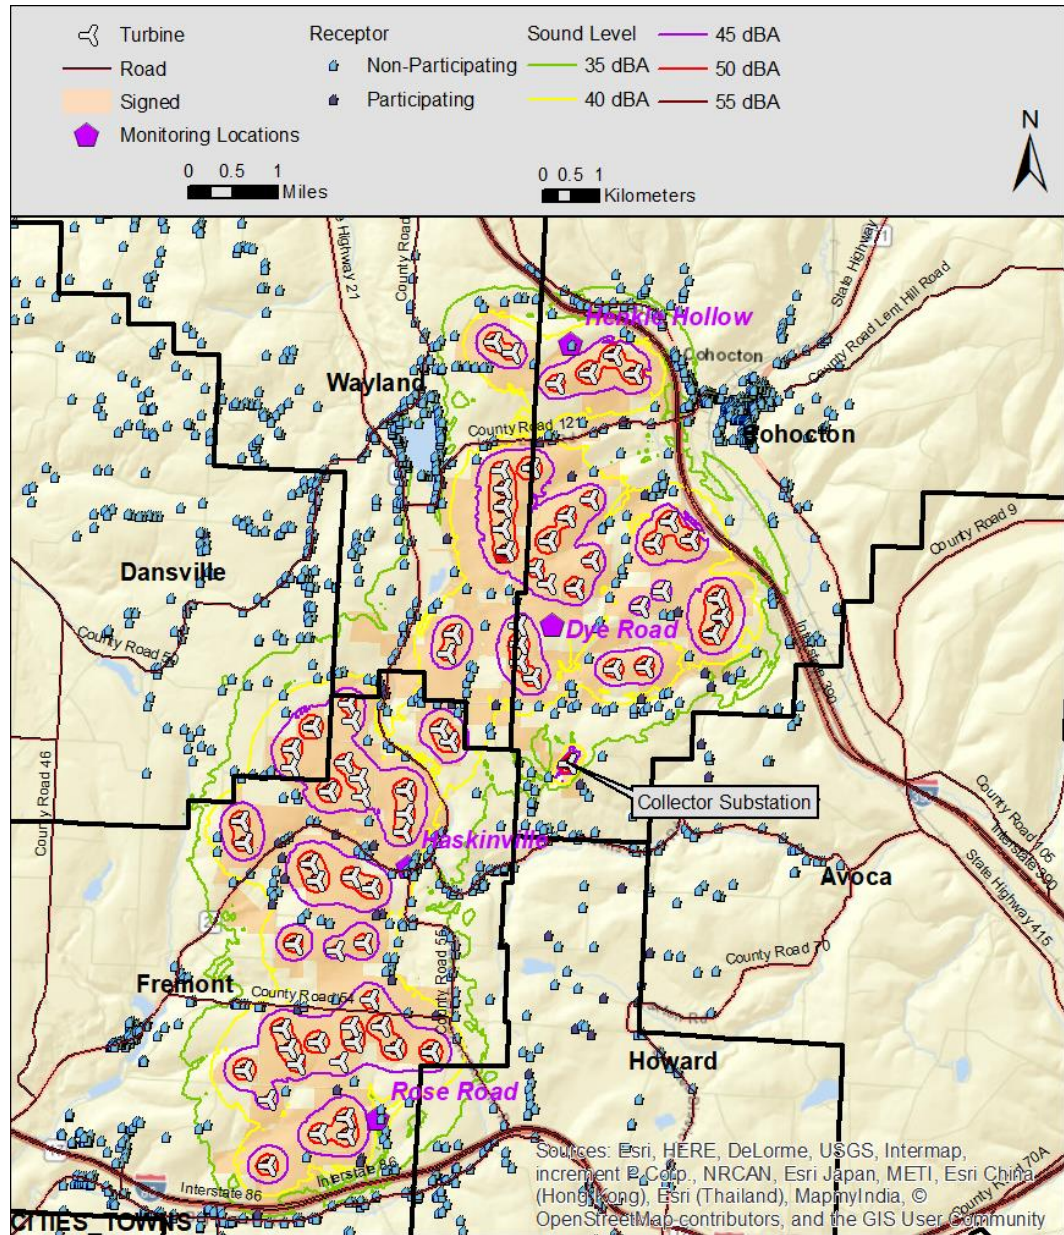 Turbine
Road
Signed
Monitoring Locations
Receptor
Non-Participating
Participating
Sound Level
35 dBA
40 dBA
45 dBA
50 dBA
55 dBA
N
0 0.5 1
Miles
0 0.5 1
Kilometers
County Road
Highway 21
State Highway
County Road Lent Hill Road
Henkle Hollow
Cohocton
Wayland
County Road 121
Cohocton
County Road 9
Dansville
County Road 50
Dye Road
Interstate 390
County Road 46
Collector Substation
County Road 105
Interstate 390
State Highway 415
Haskinville
Avoca
County Road 70
County Road 55
Fremont
County Road 54
Howard
Rose Road
Interstate 86
Interstate 86
CITIES_TOWNS
County Road 70A
Sources: Esri, HERE, DeLorme, USGS, Intermap,
increment P Corp., NRCAN, Esri Japan, METI, Esri China
(Hong Kong), Esri (Thailand), MapmyIndia, ©
OpenStreetMap contributors, and the GIS User Community